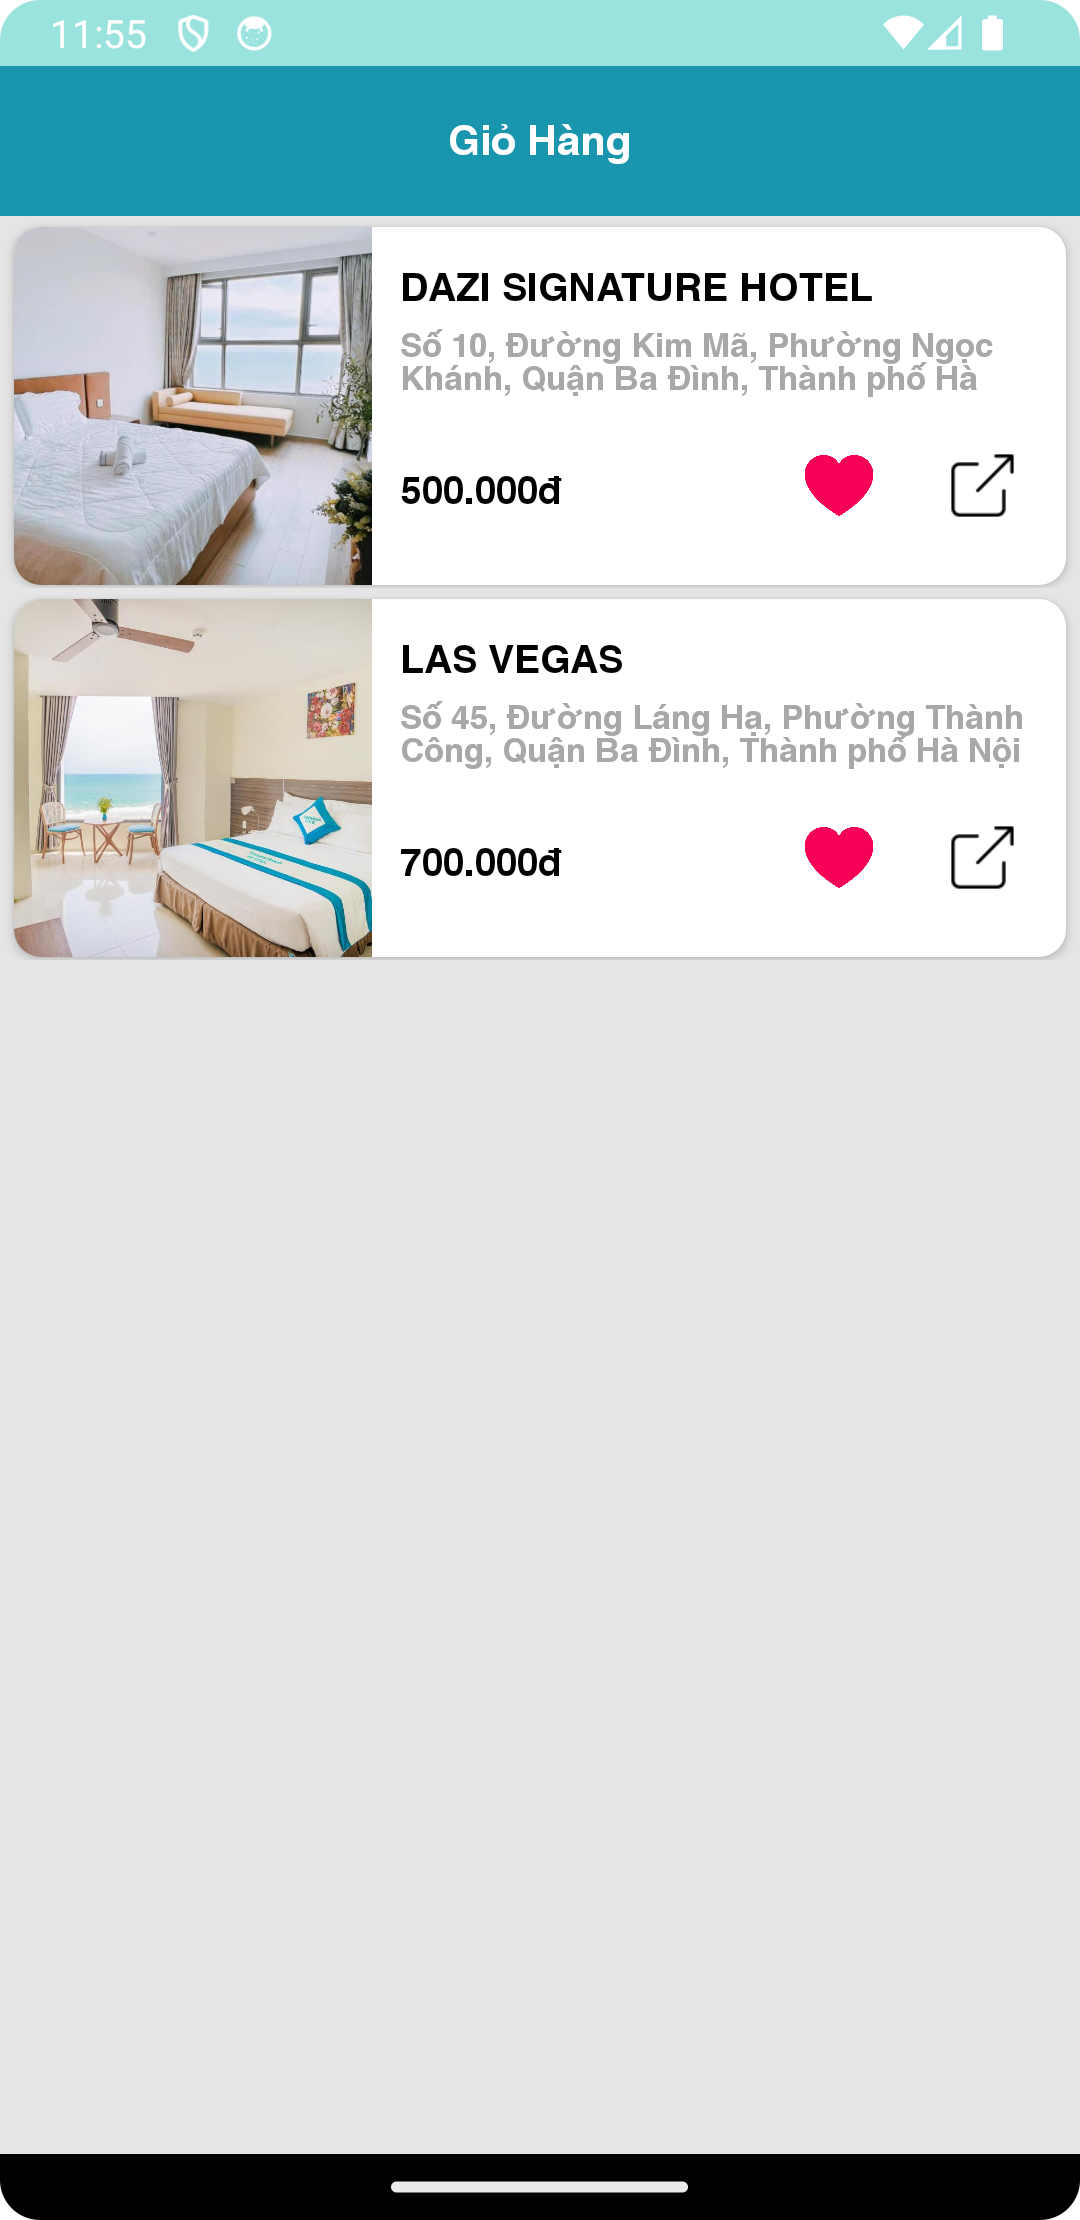 11:55
Giỏ Hàng
DAZI SIGNATURE HOTEL
Số 10, Đường Kim Mã, Phường Ngọc
Khánh, Quận Ba Đình, Thành phố Hà
500.000đ
LAS VEGAS
Số 45, Đường Láng Hạ, Phường Thành
Công, Quận Ba Đình, Thành phố Hà Nội
700.000đ